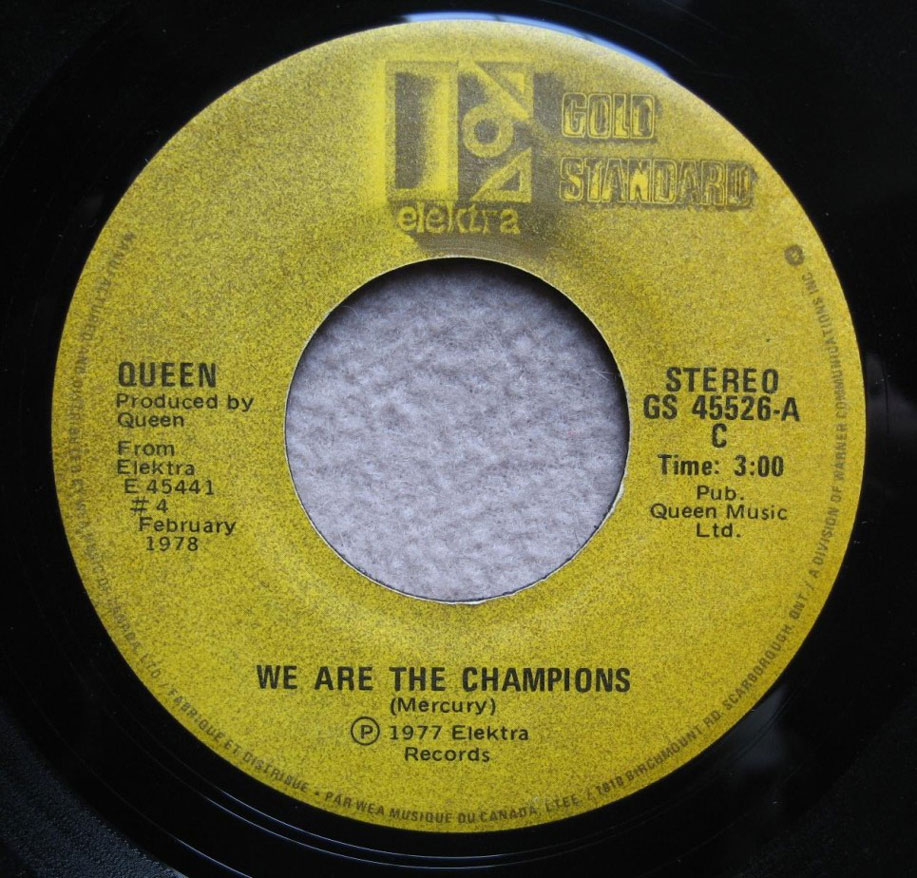 elektra
GOLD
STANDARD
QUEEN
Produced by
Queen
From
Elektra
E 45441
#4
February
1978
STEREO
GS 45526-A
C
Time: 3:00
Pub.
Queen Music
Ltd.
WE ARE THE CHAMPIONS
(Mercury)
Ⓟ 1977 Elektra
Records
CANADA, LTD. / FABRIQUE ET DISTRIBUE • PAR WEA MUSIQUE DU CANADA, LTEE. / 1810 BIRCHMOUNT RD. SCARBOROUGH, ONT. / A DIVISION OF WARNER COMMUNICATIONS INC.